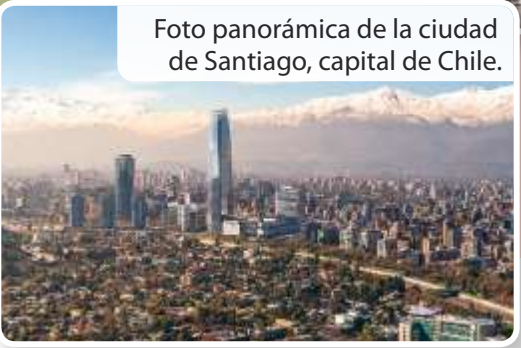 Foto panorámica de la ciudad
de Santiago, capital de Chile.